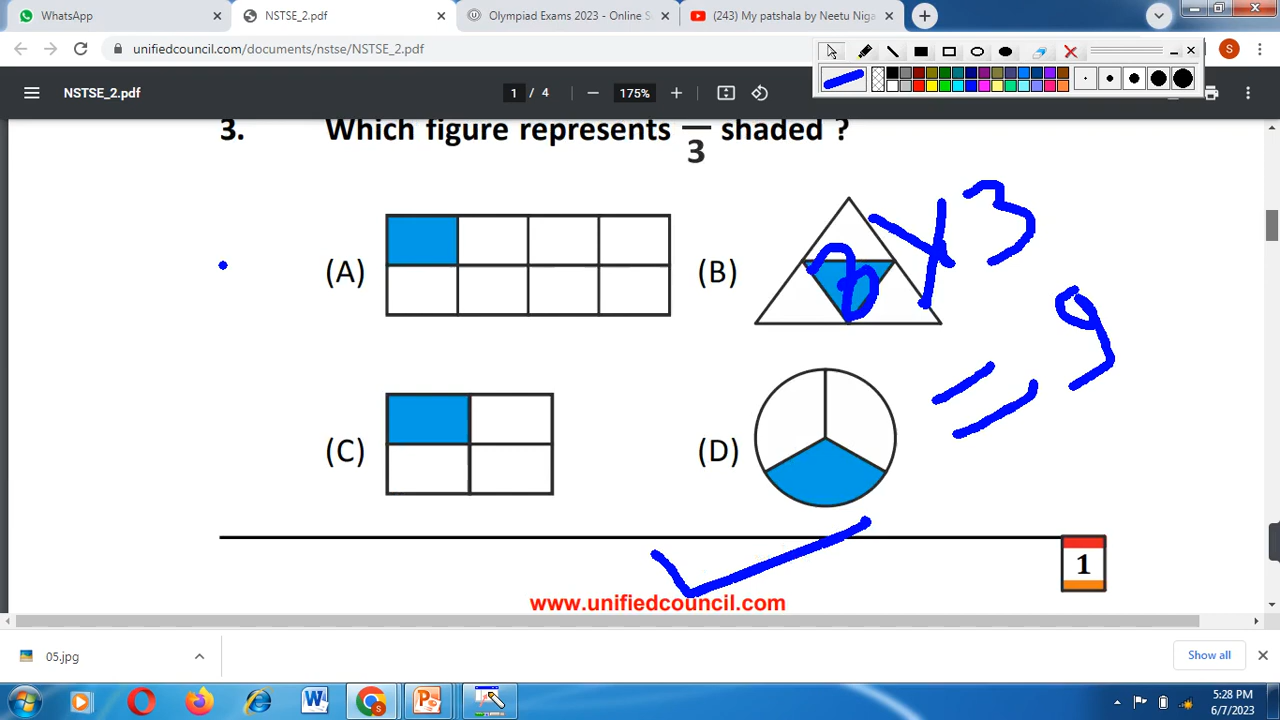 WhatsApp
NSTSE_2.pdf
Olympiad Exams 2023 - Online S
(243) My patshala by Neetu Niga
unifiedcouncil.com/documents/nstse/NSTSE_2.pdf
S
NSTSE_2.pdf
1 / 4
175%
3. Which figure represents /3 shaded ?
(A)
(B)
3 × 3
= 9
(C)
(D)
1
www.unifiedcouncil.com
05.jpg
Show all
5:28 PM
6/7/2023